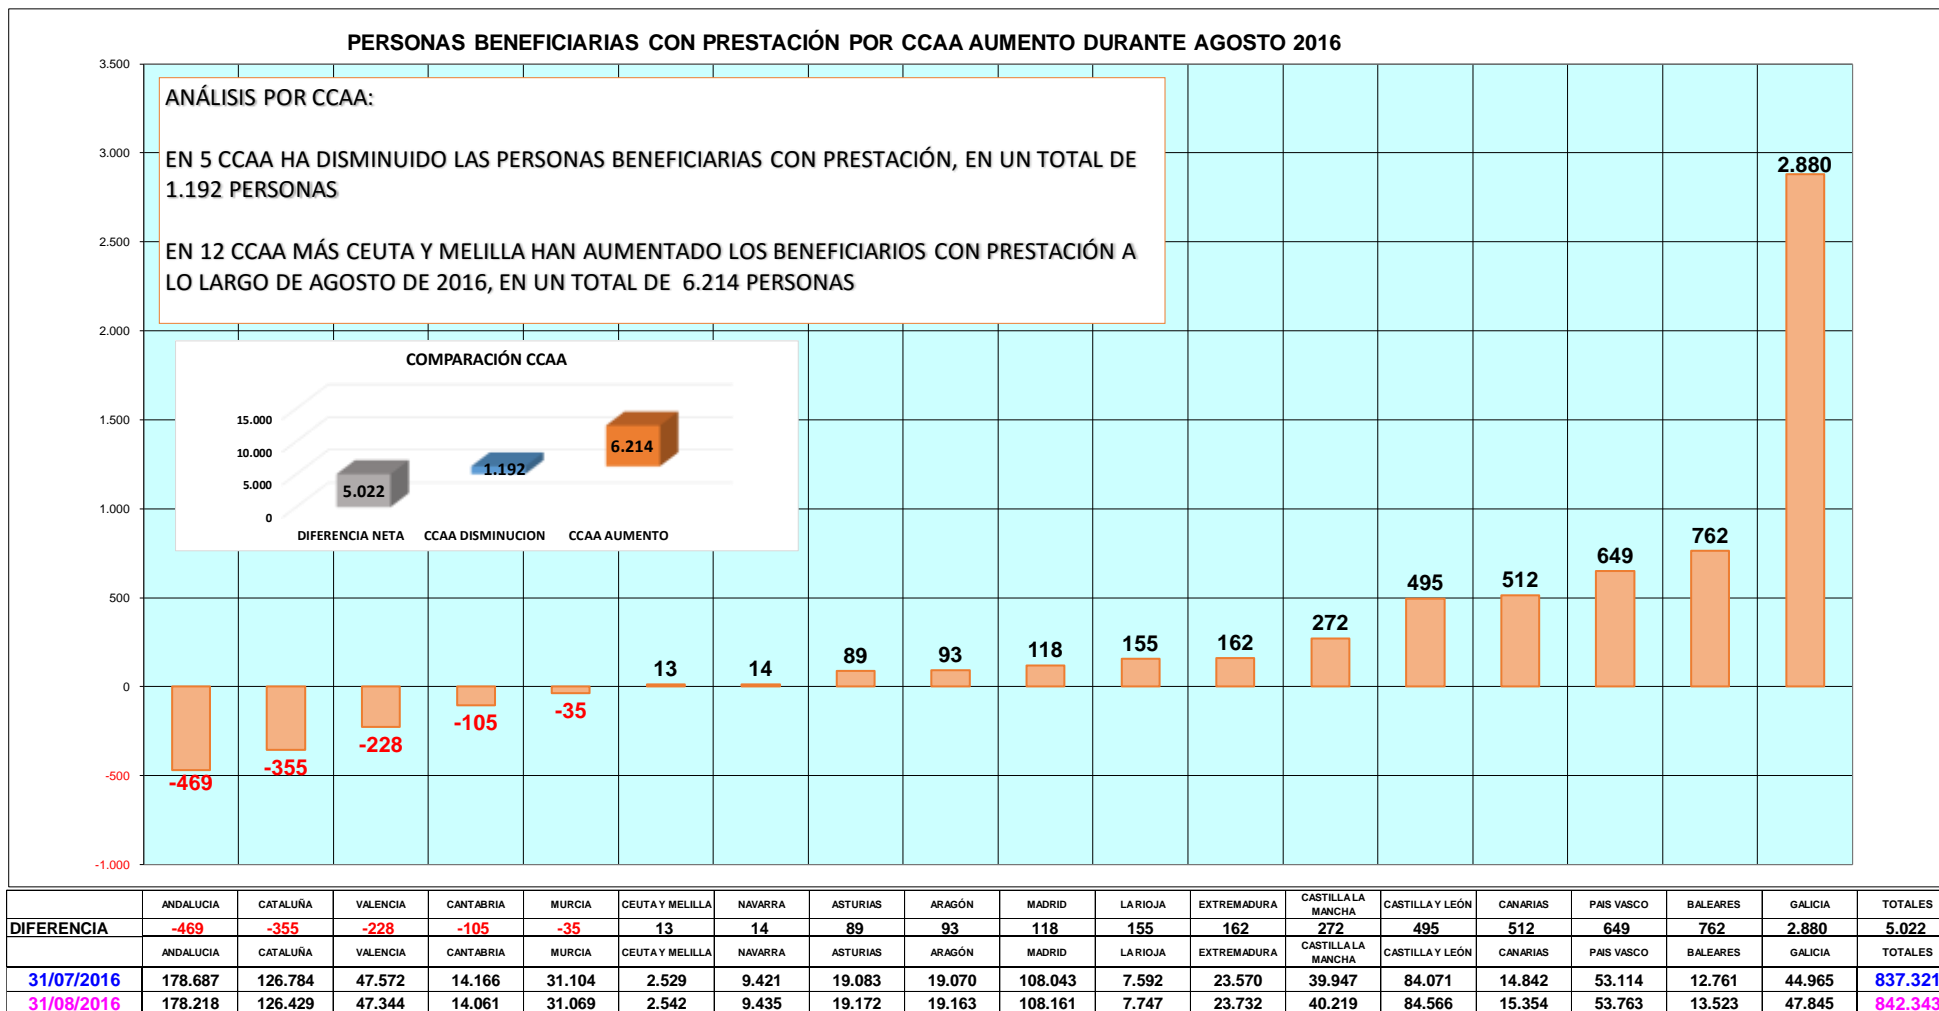 PERSONAS BENEFICIARIAS CON PRESTACIÓN POR CCAA AUMENTO DURANTE AGOSTO 2016
3.500
3.000
2.500
2.000
1.500
1.000
500
0
-500
-1.000
ANÁLISIS POR CCAA:
EN 5 CCAA HA DISMINUIDO LAS PERSONAS BENEFICIARIAS CON PRESTACIÓN, EN UN TOTAL DE
1.192 PERSONAS
EN 12 CCAA MÁS CEUTA Y MELILLA HAN AUMENTADO LOS BENEFICIARIOS CON PRESTACIÓN A
LO LARGO DE AGOSTO DE 2016, EN UN TOTAL DE 6.214 PERSONAS
COMPARACIÓN CCAA
15.000
10.000
5.000
0
5.022
1.192
6.214
DIFERENCIA NETA CCAA DISMINUCION CCAA AUMENTO
-469 -355 -228 -105 -35 13 14 89 93 118 155 162 272 495 512 649 762 2.880
ANDALUCIA CATALUÑA VALENCIA CANTABRIA MURCIA CEUTA Y MELILLA NAVARRA ASTURIAS ARAGÓN MADRID LA RIOJA EXTREMADURA CASTILLA LA MANCHA CASTILLA Y LEÓN CANARIAS PAIS VASCO BALEARES GALICIA TOTALES
DIFERENCIA -469 -355 -228 -105 -35 13 14 89 93 118 155 162 272 495 512 649 762 2.880 5.022
ANDALUCIA CATALUÑA VALENCIA CANTABRIA MURCIA CEUTA Y MELILLA NAVARRA ASTURIAS ARAGÓN MADRID LA RIOJA EXTREMADURA CASTILLA LA MANCHA CASTILLA Y LEÓN CANARIAS PAIS VASCO BALEARES GALICIA TOTALES
31/07/2016 178.687 126.784 47.572 14.166 31.104 2.529 9.421 19.083 19.070 108.043 7.592 23.570 39.947 84.071 14.842 53.114 12.761 44.965 837.321
31/08/2016 178.218 126.429 47.344 14.061 31.069 2.542 9.435 19.172 19.163 108.161 7.747 23.732 40.219 84.566 15.354 53.763 13.523 47.845 842.343